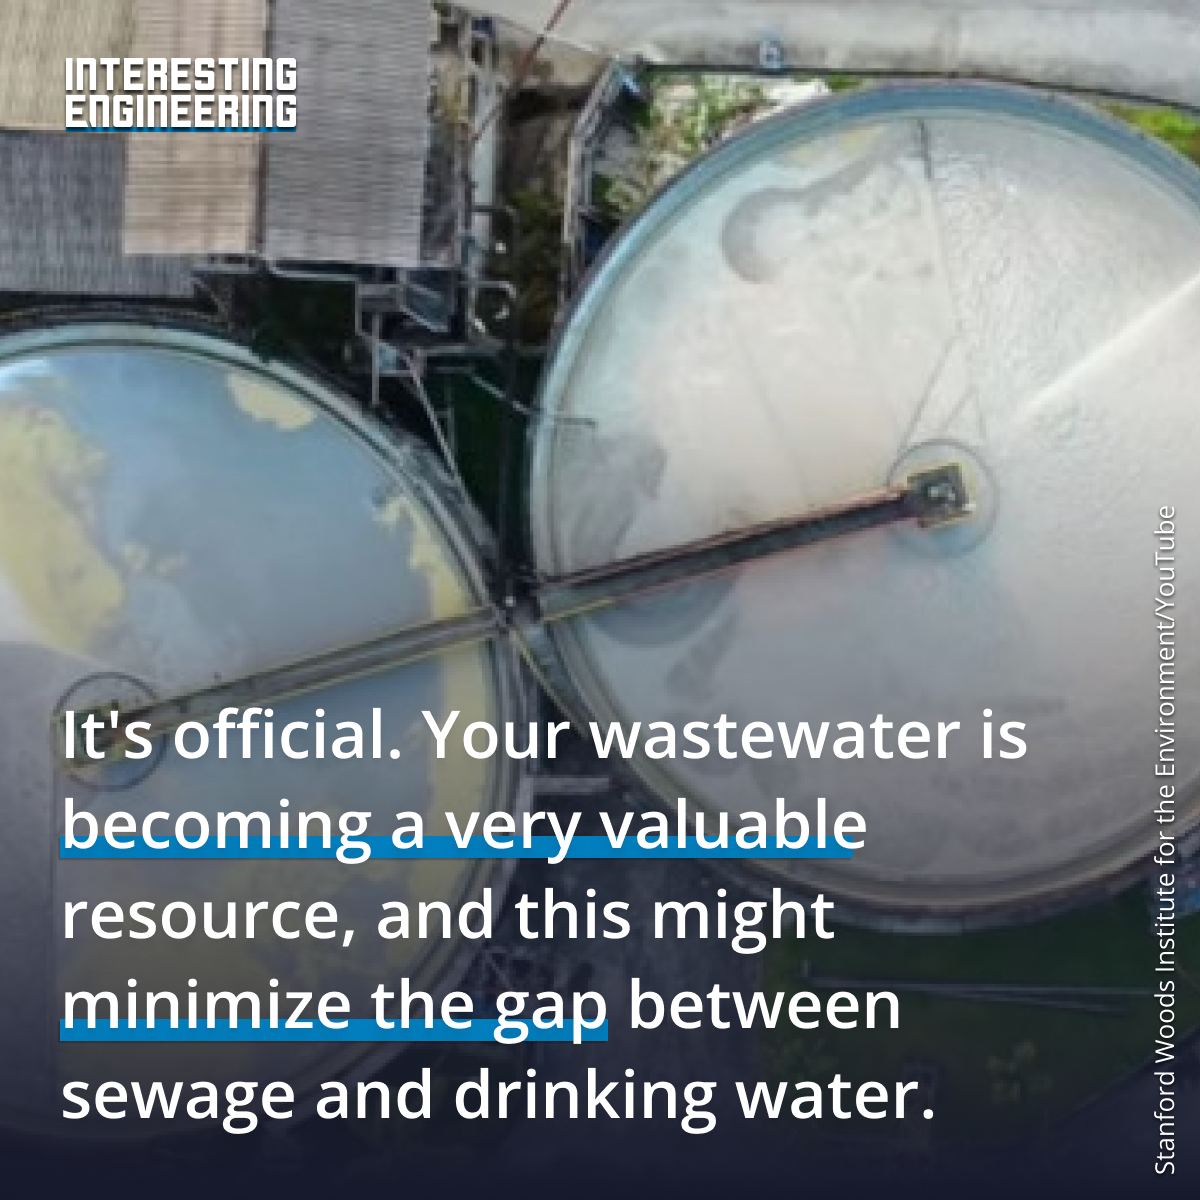 INTERESTING
ENGINEERING
It's official. Your wastewater is
becoming a very valuable
resource, and this might
minimize the gap between
sewage and drinking water.
Stanford Woods Institute for the Environment/YouTube